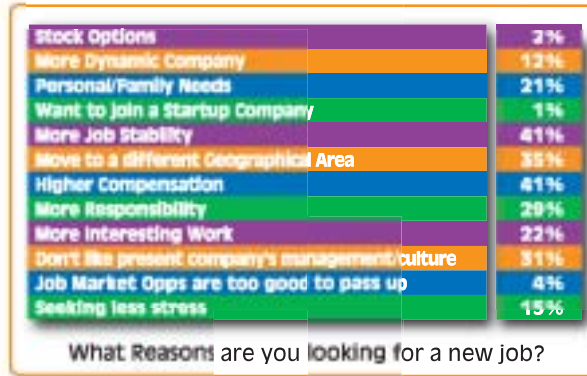 Stock Options 2%
More Dynamic Company 12%
Personal/Family Needs 21%
Want to join a Startup Company 1%
More Job Stability 41%
Move to a different Geographical Area 35%
Higher Compensation 41%
More Responsibility 29%
More Interesting Work 22%
Don't like present company's management/culture 31%
Job Market Opps are too good to pass up 4%
Seeking less stress 15%
What Reasons are you looking for a new job?